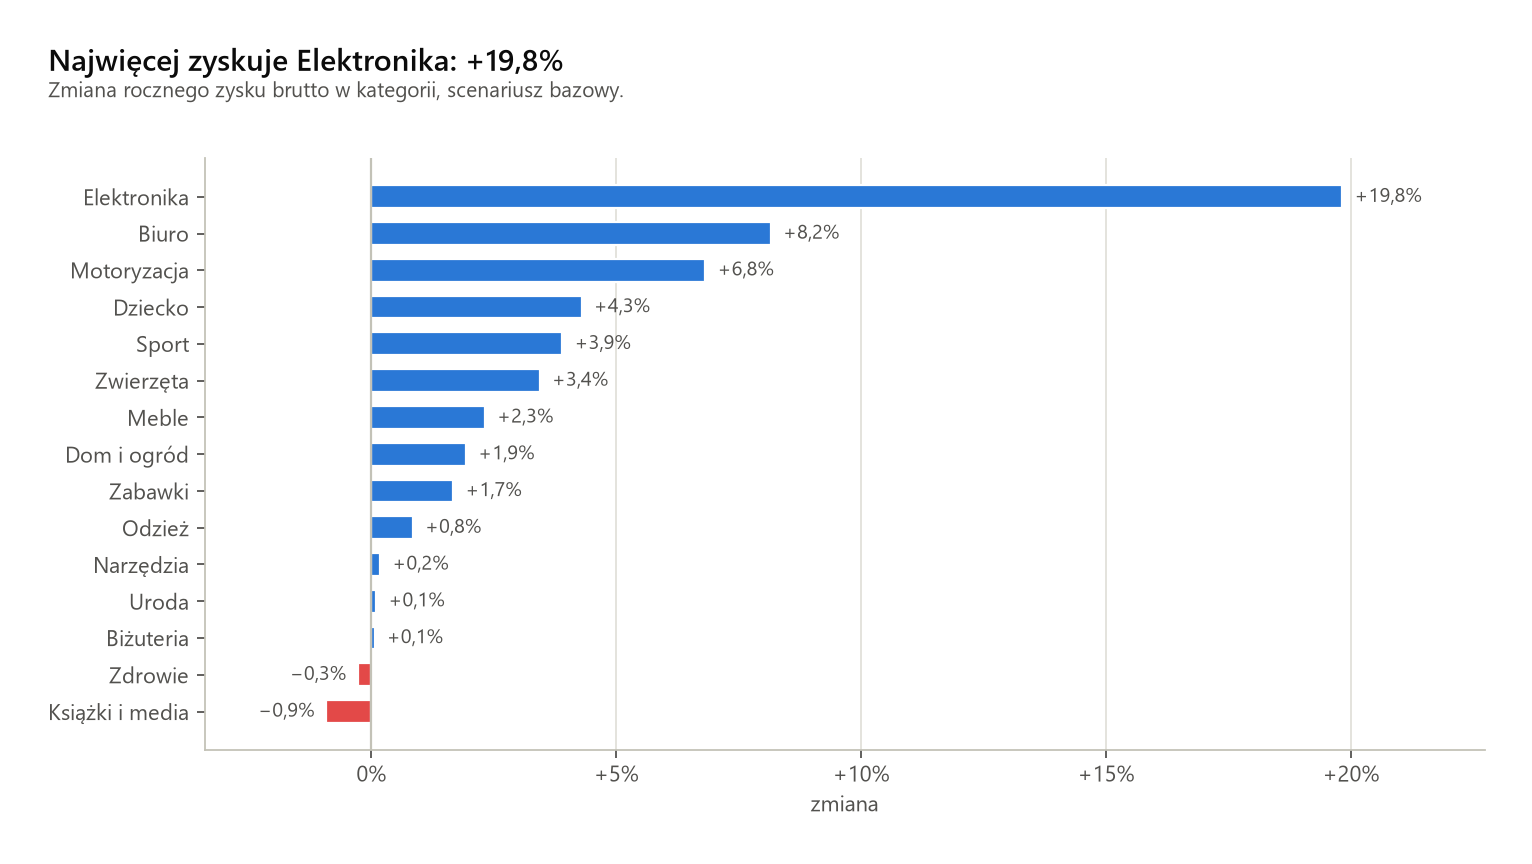 Najwięcej zyskuje Elektronika: +19,8%
Zmiana rocznego zysku brutto w kategorii, scenariusz bazowy.
Elektronika +19,8%
Biuro +8,2%
Motoryzacja +6,8%
Dziecko +4,3%
Sport +3,9%
Zwierzęta +3,4%
Meble +2,3%
Dom i ogród +1,9%
Zabawki +1,7%
Odzież +0,8%
Narzędzia +0,2%
Uroda +0,1%
Biżuteria +0,1%
Zdrowie −0,3%
Książki i media −0,9%
0% +5% +10% +15% +20%
zmiana